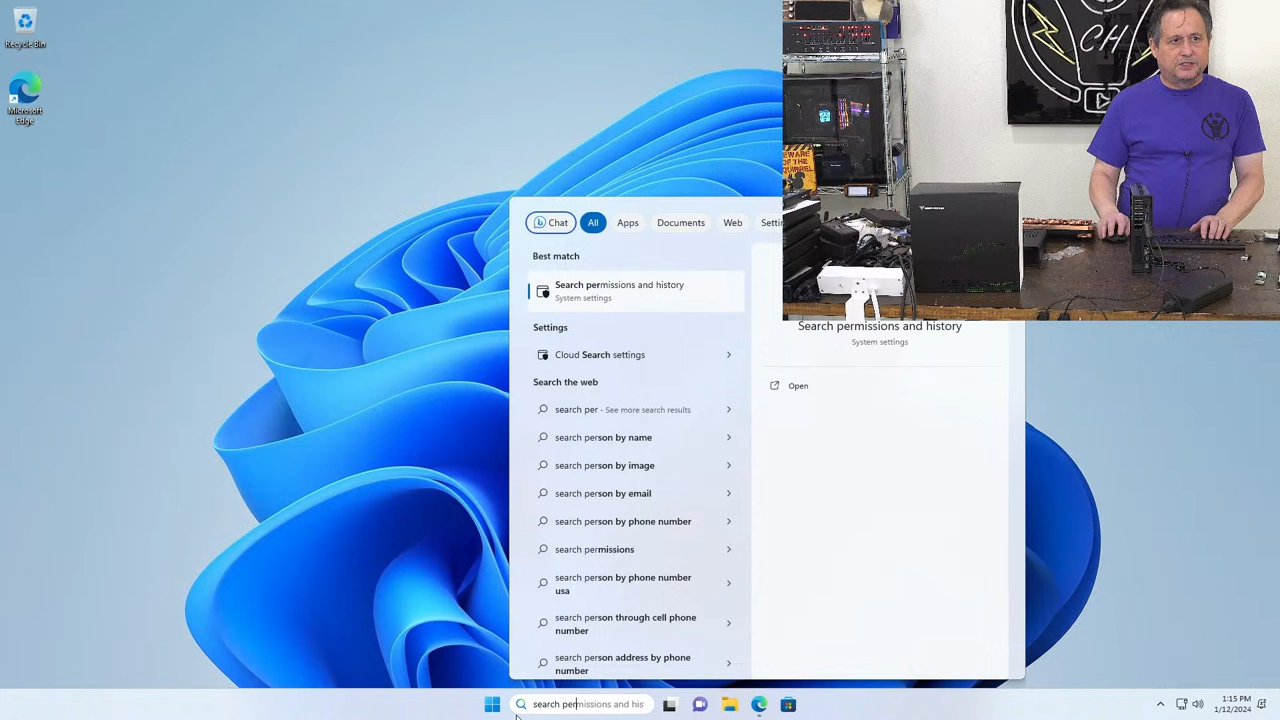 Recycle Bin
Microsoft
Edge
CH
BEWARE
OF THE
SQUIRREL
Chat
All
Apps
Documents
Web
Best match
Search permissions and history
System settings
Settings
Cloud Search settings
Search the web
search per - See more search results
search person by name
search person by image
search person by email
search person by phone number
search permissions
search person by phone number
usa
search person through cell phone
number
search person address by phone
number
Search permissions and history
System settings
Open
search permissions and his
1:15 PM
1/12/2024